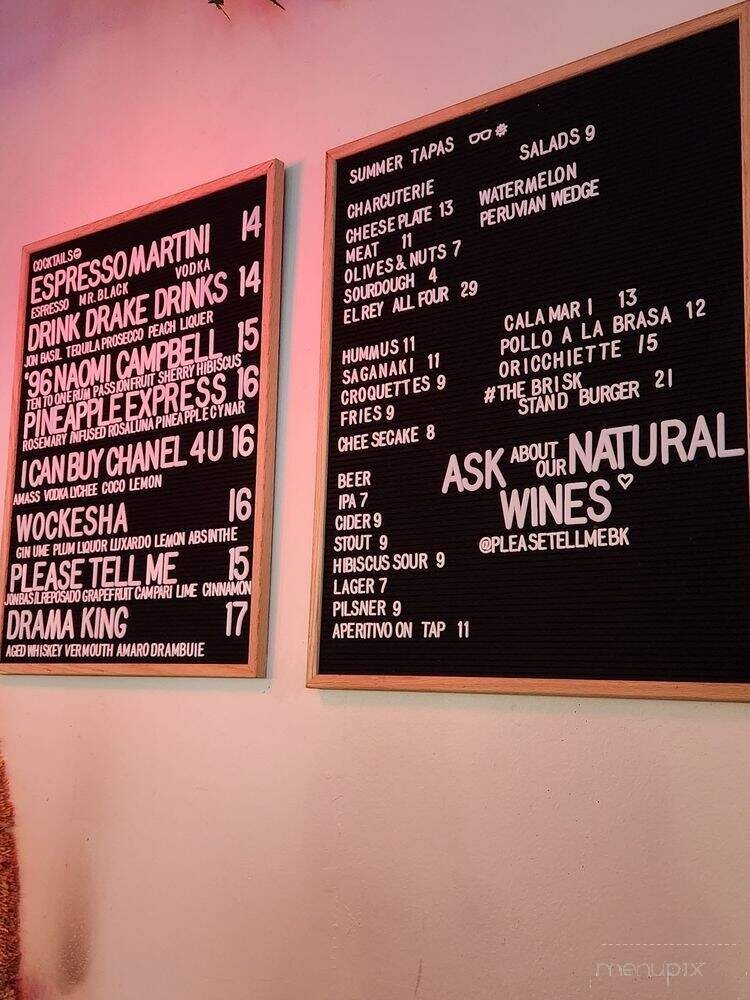 COCKTAILS
ESPRESSO MARTINI 14
ESPRESSO MR. BLACK VODKA
DRINK DRAKE DRINKS 14
JON BASIL TEQUILA PROSECCO PEACH LIQUER
'96 NAOMI CAMPBELL 15
TEN TO ONE RUM PASSIONFRUIT SHERRY HIBISCUS
PINEAPPLE EXPRESS 16
ROSEMARY INFUSED ROSALUNA PINEAPPLE CYNAR
I CAN BUY CHANEL 4U 16
AMASS VODKA LYCHEE COCO LEMON
WOCKESHA 16
GIN UME PLUM LIQUOR LUXARDO LEMON ABSINTHE
PLEASE TELL ME 15
JON BASIL REPOSADO GRAPEFRUIT CAMPARI LIME CINNAMON
DRAMA KING 17
AGED WHISKEY VERMOUTH AMARO DRAMBUIE
SUMMER TAPAS
CHARCUTERIE
CHEESE PLATE 13
MEAT 11
OLIVES & NUTS 7
SOURDOUGH 4
EL REY ALL FOUR 29
HUMMUS 11
SAGANAKI 11
CROQUETTES 9
FRIES 9
CHEESECAKE 8
BEER
IPA 7
CIDER 9
STOUT 9
HIBISCUS SOUR 9
LAGER 7
PILSNER 9
APERITIVO ON TAP 11
SALADS 9
WATERMELON
PERUVIAN WEDGE
CALAMARI 13
POLLO A LA BRASA 12
ORICCHIETTE 15
#THE BRISK
STAND BURGER 21
ASK ABOUT OUR NATURAL
WINES
@PLEASETELLMEBK
menupix